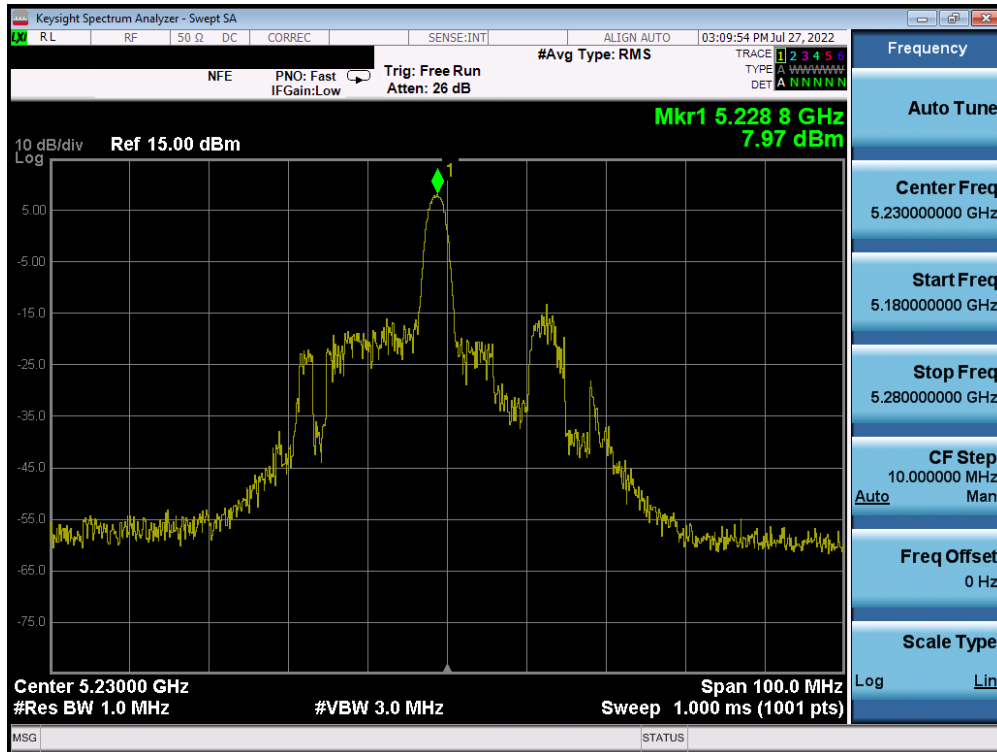 Keysight Spectrum Analyzer - Swept SA
LXI RL RF 50 Ω DC CORREC SENSE:INT ALIGN AUTO 03:09:54 PM Jul 27, 2022
NFE PNO: Fast IFGain:Low
Trig: Free Run
Atten: 26 dB
#Avg Type: RMS
TRACE 1 2 3 4 5 6
TYPE A WWWWW
DET A N N N N N
Mkr1 5.228 8 GHz
7.97 dBm
10 dB/div Ref 15.00 dBm
Log
1
5.00
-5.00
-15.0
-25.0
-35.0
-45.0
-55.0
-65.0
-75.0
Center 5.23000 GHz Span 100.0 MHz
#Res BW 1.0 MHz #VBW 3.0 MHz Sweep 1.000 ms (1001 pts)
MSG STATUS
Frequency
Auto Tune
Center Freq
5.230000000 GHz
Start Freq
5.180000000 GHz
Stop Freq
5.280000000 GHz
CF Step
10.000000 MHz
Auto Man
Freq Offset
0 Hz
Scale Type
Log Lin